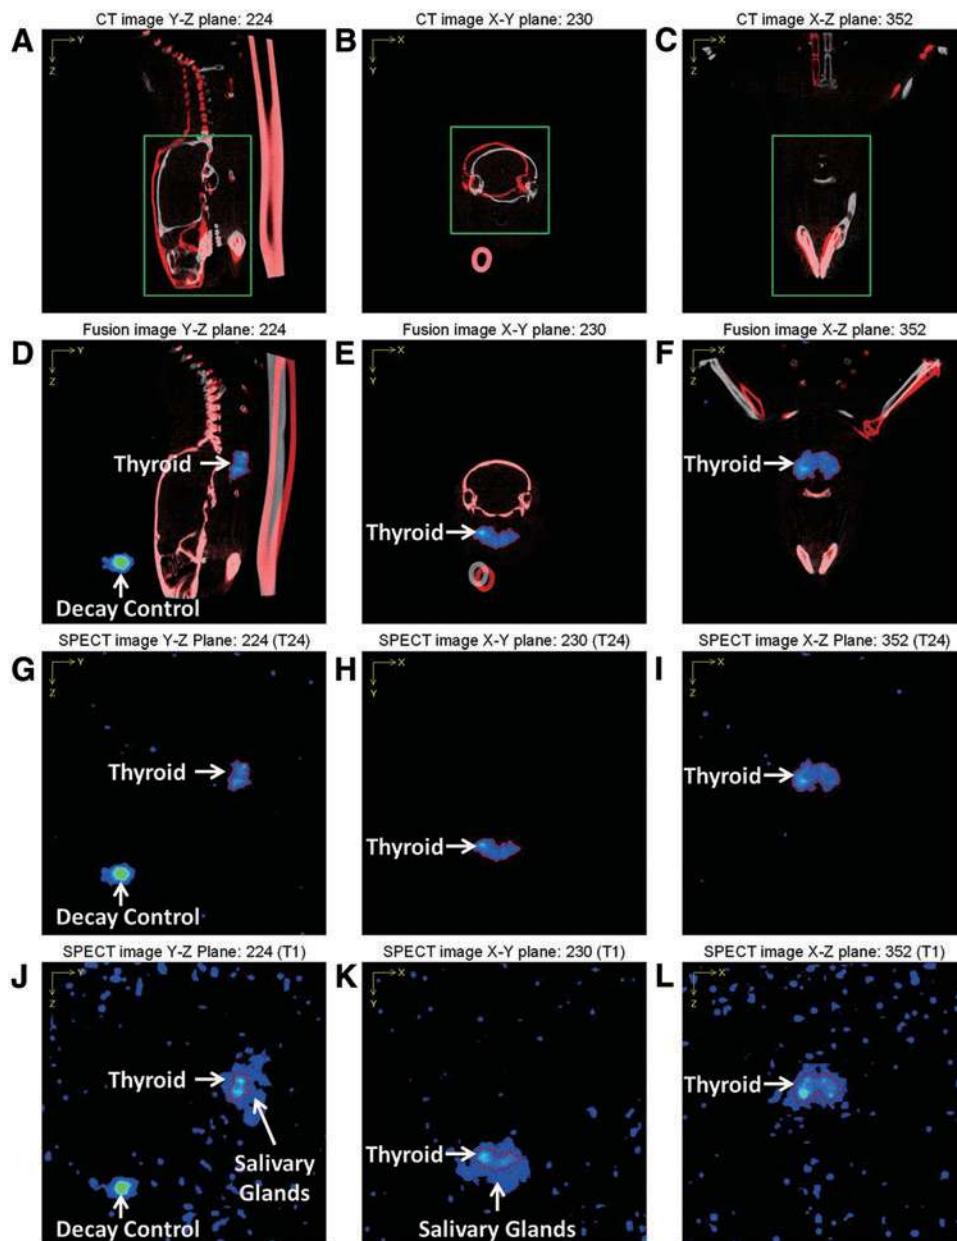 CT image Y-Z plane: 224
CT image X-Y plane: 230
CT image X-Z plane: 352
A
Y
Z
B
X
Y
C
X
Z
Fusion image Y-Z plane: 224
Fusion image X-Y plane: 230
Fusion image X-Z plane: 352
D
Y
Z
Thyroid
Decay Control
E
X
Y
Thyroid
F
X
Z
Thyroid
SPECT image Y-Z Plane: 224 (T24)
SPECT image X-Y plane: 230 (T24)
SPECT image X-Z Plane: 352 (T24)
G
Y
Z
Thyroid
Decay Control
H
X
Y
Thyroid
I
X
Z
Thyroid
SPECT image Y-Z Plane: 224 (T1)
SPECT image X-Y plane: 230 (T1)
SPECT image X-Z plane: 352 (T1)
J
Y
Z
Thyroid
Salivary
Glands
Decay Control
K
X
Y
Thyroid
Salivary Glands
L
X
Z
Thyroid